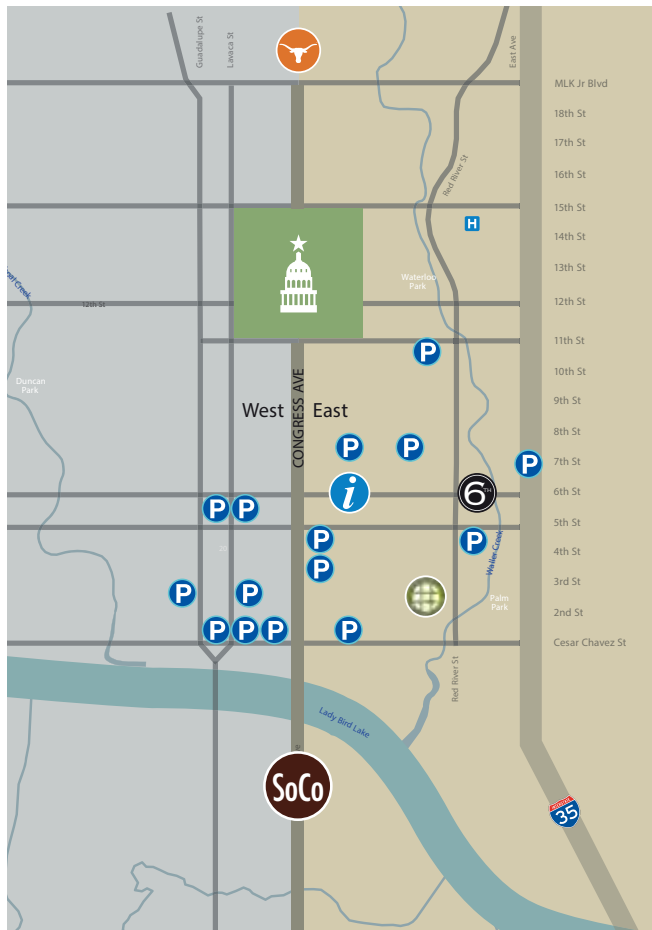 Guadalupe St
Lavaca St
East Ave
MLK Jr Blvd
18th St
17th St
16th St
Red River St
15th St
H
14th St
13th St
Waterloo
Park
12th St
12th St
11th St
P
10th St
Duncan
Park
9th St
CONGRESS AVE
West
East
8th St
P
P
P
7th St
i
6TH
6th St
P
P
5th St
P
P
4th St
Waller Creek
P
3rd St
P
P
Palm
Park
2nd St
P
P
P
P
Cesar Chavez St
Red River St
Lady Bird Lake
SoCo
35